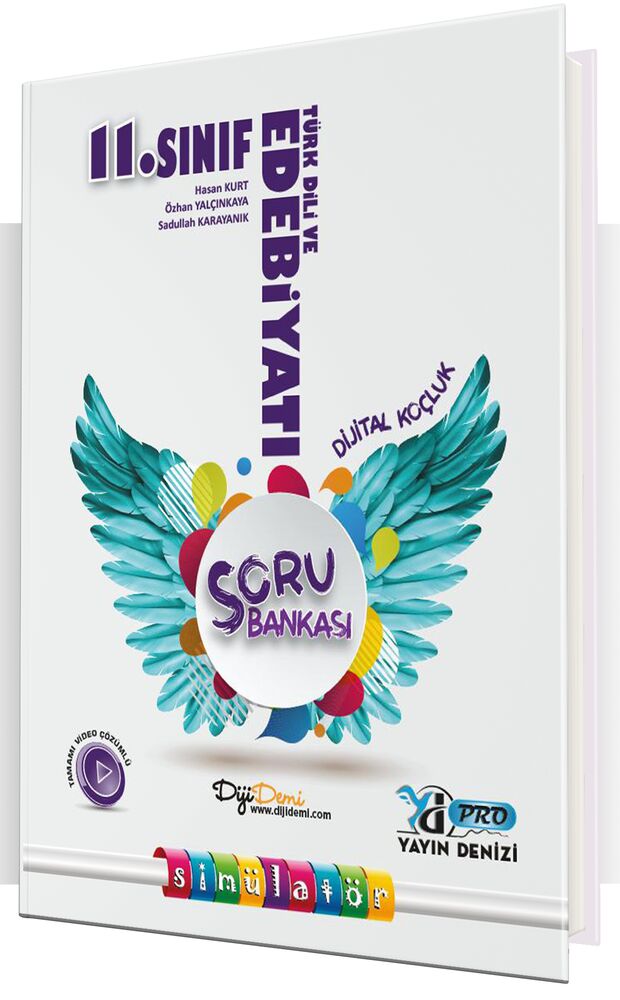 11.SINIF
Hasan KURT
Özhan YALÇINKAYA
Sadullah KARAYANIK
TÜRK DİLİ VE
EDEBİYATI
DİJİTAL KOÇLUK
SORU
BANKASI
TAMAMI VİDEO ÇÖZÜMLÜ
DijiDemi
www.dijidemi.com
YD PRO
YAYIN DENİZİ
simülatör